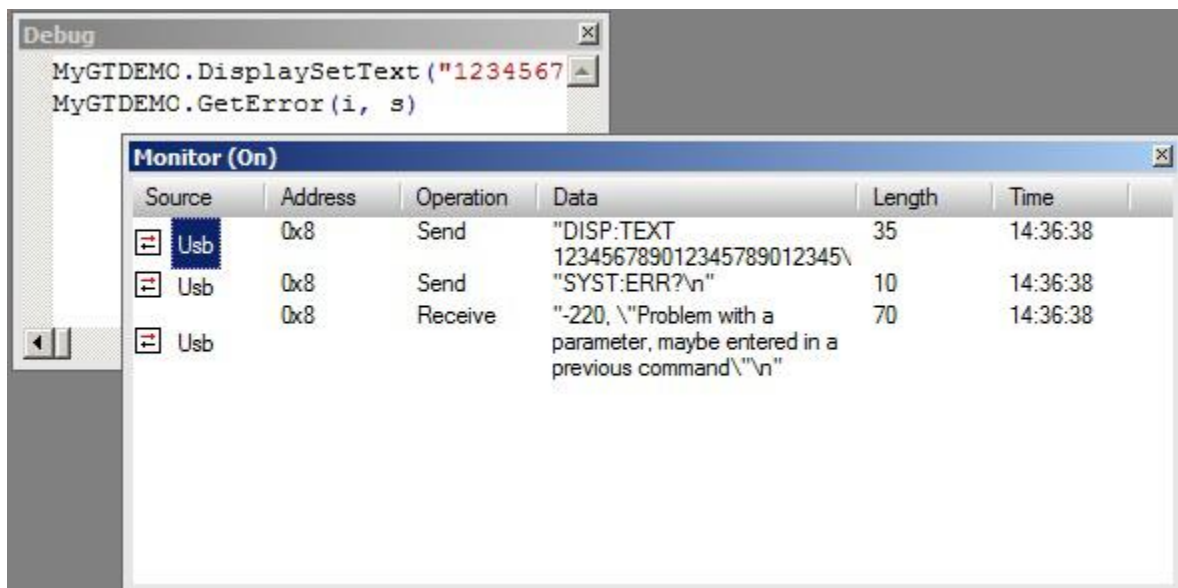 Debug
MyGTDEMO.DisplaySetText("1234567
MyGTDEMO.GetError(i, s)
Monitor (On)
Source Address Operation Data Length Time
Usb 0x8 Send "DISP:TEXT 35 14:36:38
123456789012345789012345\
Usb 0x8 Send "SYST:ERR?\n" 10 14:36:38
0x8 Receive "-220, \"Problem with a 70 14:36:38
Usb parameter, maybe entered in a
previous command\"\n"